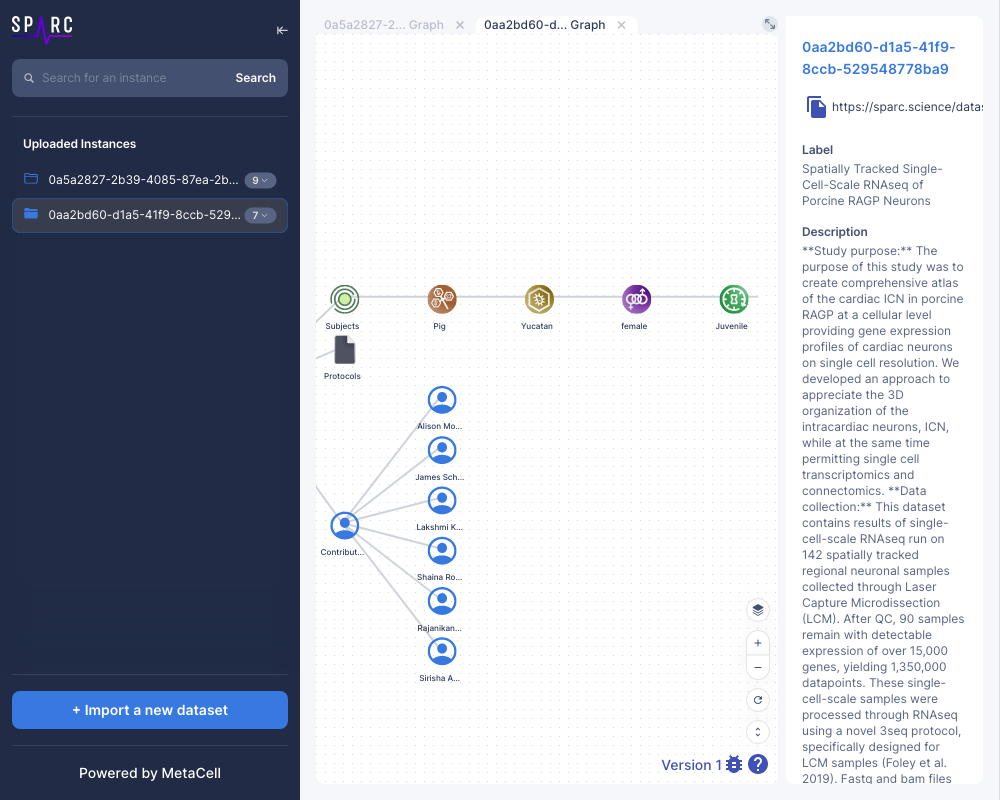 SPARC
Search for an instance
Search
Uploaded Instances
0a5a2827-2b39-4085-87ea-2b...
9
0aa2bd60-d1a5-41f9-8ccb-529...
7
+ Import a new dataset
Powered by MetaCell
0a5a2827-2... Graph
0aa2bd60-d... Graph
Subjects
Pig
Yucatan
female
Juvenile
Protocols
Alison Mo...
James Sch...
Lakshmi K...
Contribut...
Shaina Ro...
Rajanikan...
Sirisha A...
Version 1
0aa2bd60-d1a5-41f9-
8ccb-529548778ba9
https://sparc.science/datas
Label
Spatially Tracked Single-
Cell-Scale RNAseq of
Porcine RAGP Neurons
Description
**Study purpose:** The
purpose of this study was to
create comprehensive atlas
of the cardiac ICN in porcine
RAGP at a cellular level
providing gene expression
profiles of cardiac neurons
on single cell resolution. We
developed an approach to
appreciate the 3D
organization of the
intracardiac neurons, ICN,
while at the same time
permitting single cell
transcriptomics and
connectomics. **Data
collection:** This dataset
contains results of single-
cell-scale RNAseq run on
142 spatially tracked
regional neuronal samples
collected through Laser
Capture Microdissection
(LCM). After QC, 90 samples
remain with detectable
expression of over 15,000
genes, yielding 1,350,000
datapoints. These single-
cell-scale samples were
processed through RNAseq
using a novel 3seq protocol,
specifically designed for
LCM samples (Foley et al.
2019). Fastq and bam files